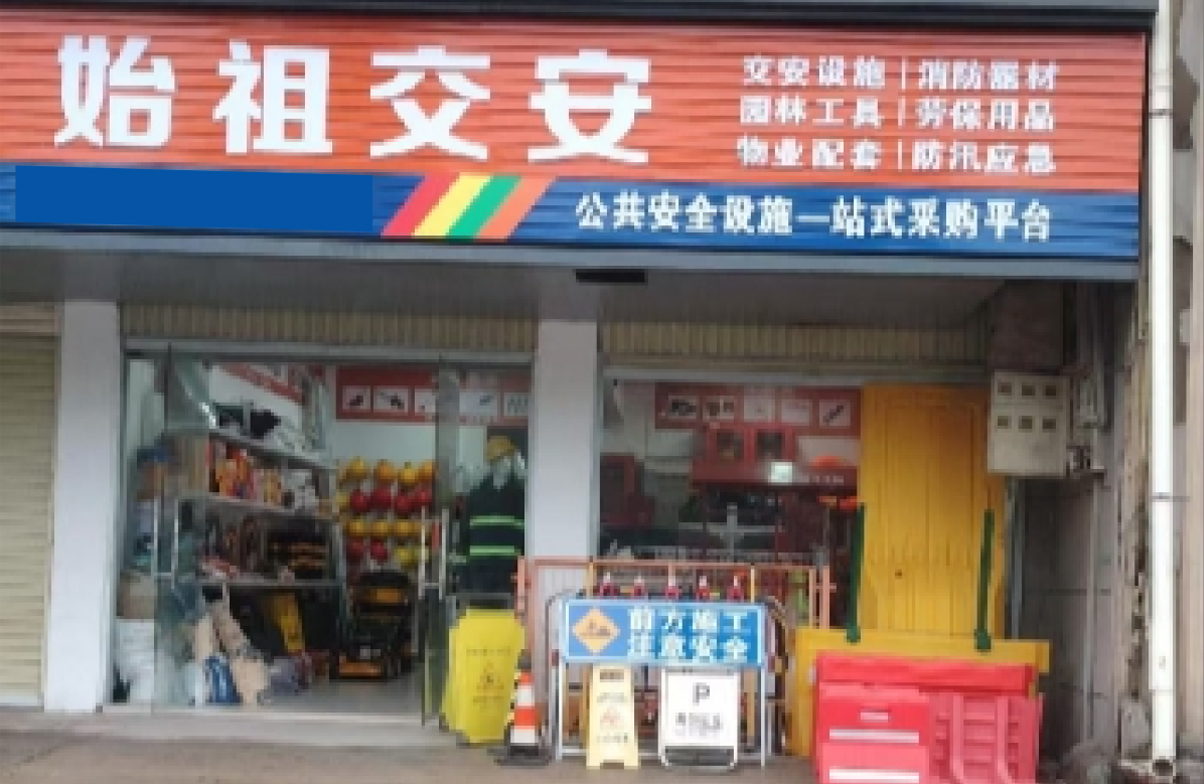 始祖交安
交安设施 | 消防器材
园林工具 | 劳保用品
物业配套 | 防汛应急
公共安全设施一站式采购平台
前方施工
注意安全
P